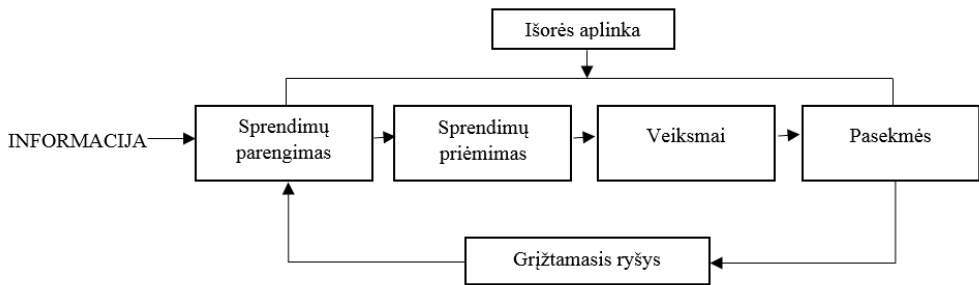 Išorės aplinka
INFORMACIJA
Sprendimų
parengimas
Sprendimų
priėmimas
Veiksmai
Pasekmės
Grįžtamasis ryšys